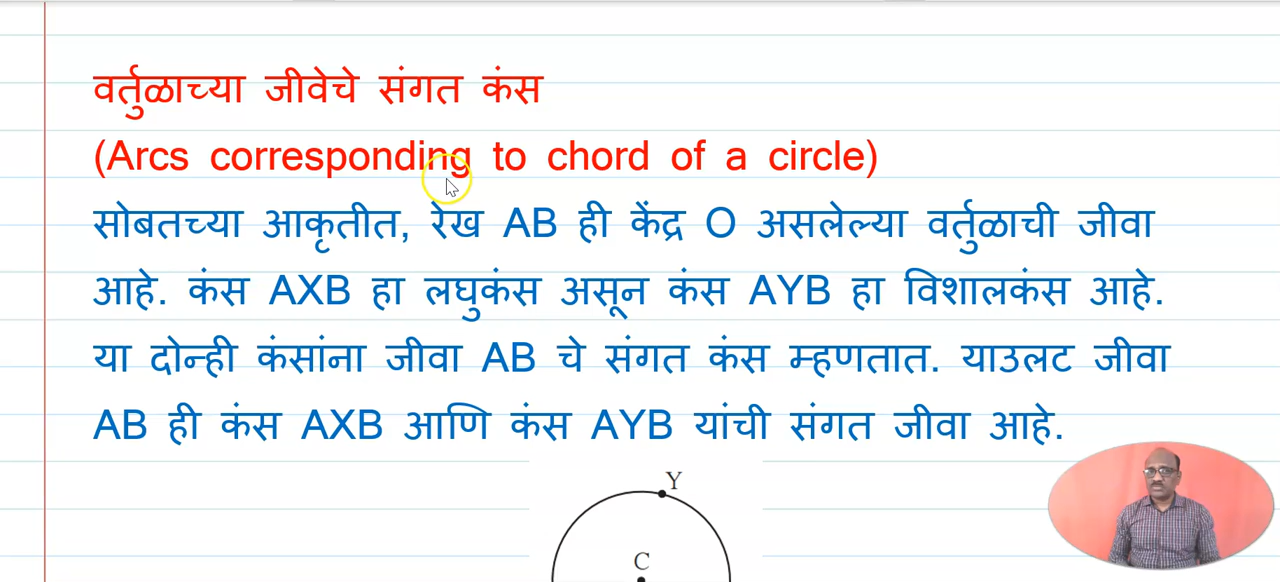 वर्तुळाच्या जीवेचे संगत कंस
(Arcs corresponding to chord of a circle)
सोबतच्या आकृतीत, रेख AB ही केंद्र O असलेल्या वर्तुळाची जीवा
आहे. कंस AXB हा लघुकंस असून कंस AYB हा विशालकंस आहे.
या दोन्ही कंसांना जीवा AB चे संगत कंस म्हणतात. याउलट जीवा
AB ही कंस AXB आणि कंस AYB यांची संगत जीवा आहे.
Y
C